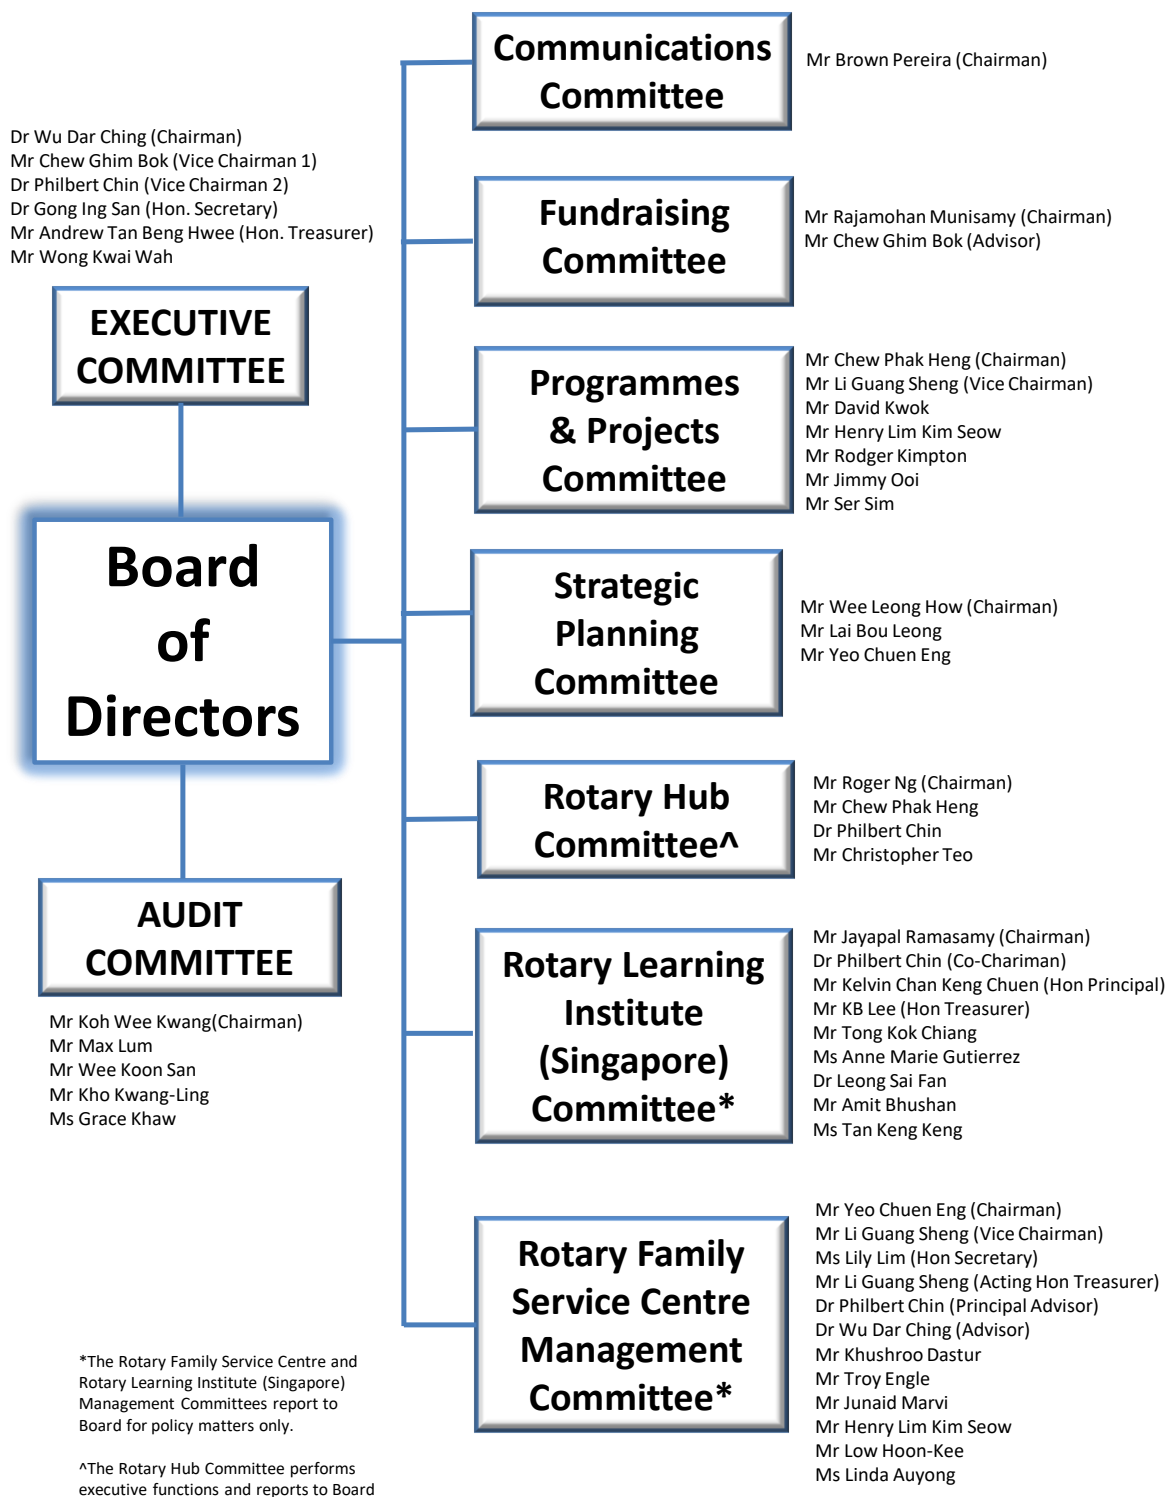 Dr Wu Dar Ching (Chairman)
Mr Chew Ghim Bok (Vice Chairman 1)
Dr Philbert Chin (Vice Chairman 2)
Dr Gong Ing San (Hon. Secretary)
Mr Andrew Tan Beng Hwee (Hon. Treasurer)
Mr Wong Kwai Wah
EXECUTIVE
COMMITTEE
Board
of
Directors
AUDIT
COMMITTEE
Mr Koh Wee Kwang(Chairman)
Mr Max Lum
Mr Wee Koon San
Mr Kho Kwang-Ling
Ms Grace Khaw
Communications
Committee
Mr Brown Pereira (Chairman)
Fundraising
Committee
Mr Rajamohan Munisamy (Chairman)
Mr Chew Ghim Bok (Advisor)
Programmes
& Projects
Committee
Mr Chew Phak Heng (Chairman)
Mr Li Guang Sheng (Vice Chairman)
Mr David Kwok
Mr Henry Lim Kim Seow
Mr Rodger Kimpton
Mr Jimmy Ooi
Mr Ser Sim
Strategic
Planning
Committee
Mr Wee Leong How (Chairman)
Mr Lai Bou Leong
Mr Yeo Chuen Eng
Rotary Hub
Committee^
Mr Roger Ng (Chairman)
Mr Chew Phak Heng
Dr Philbert Chin
Mr Christopher Teo
Rotary Learning
Institute
(Singapore)
Committee*
Mr Jayapal Ramasamy (Chairman)
Dr Philbert Chin (Co-Chariman)
Mr Kelvin Chan Keng Chuen (Hon Principal)
Mr KB Lee (Hon Treasurer)
Mr Tong Kok Chiang
Ms Anne Marie Gutierrez
Dr Leong Sai Fan
Mr Amit Bhushan
Ms Tan Keng Keng
Rotary Family
Service Centre
Management
Committee*
Mr Yeo Chuen Eng (Chairman)
Mr Li Guang Sheng (Vice Chairman)
Ms Lily Lim (Hon Secretary)
Mr Li Guang Sheng (Acting Hon Treasurer)
Dr Philbert Chin (Principal Advisor)
Dr Wu Dar Ching (Advisor)
Mr Khushroo Dastur
Mr Troy Engle
Mr Junaid Marvi
Mr Henry Lim Kim Seow
Mr Low Hoon-Kee
Ms Linda Auyong
*The Rotary Family Service Centre and
Rotary Learning Institute (Singapore)
Management Committees report to
Board for policy matters only.
^The Rotary Hub Committee performs
executive functions and reports to Board